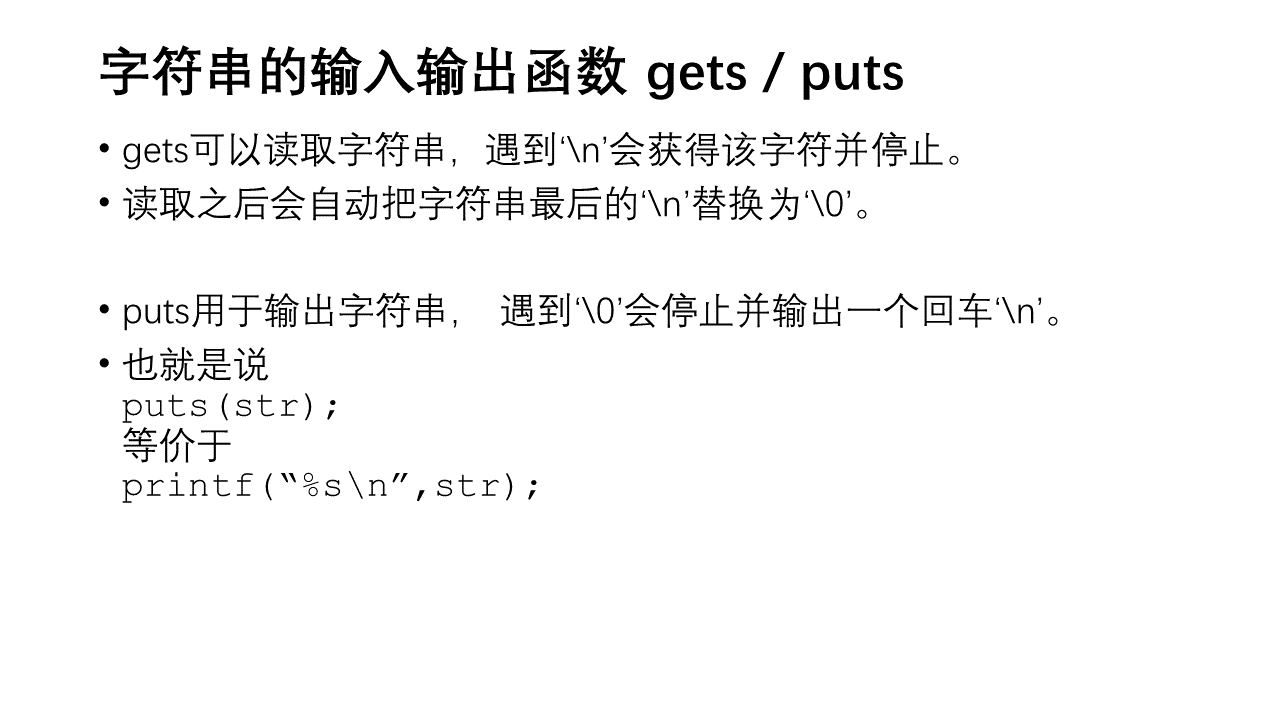 字符串的输入输出函数 gets / puts
• gets可以读取字符串，遇到‘\n’会获得该字符并停止。
• 读取之后会自动把字符串最后的‘\n’替换为‘\0’。
• puts用于输出字符串， 遇到‘\0’会停止并输出一个回车‘\n’。
• 也就是说
puts(str);
等价于
printf(“%s\n”,str);